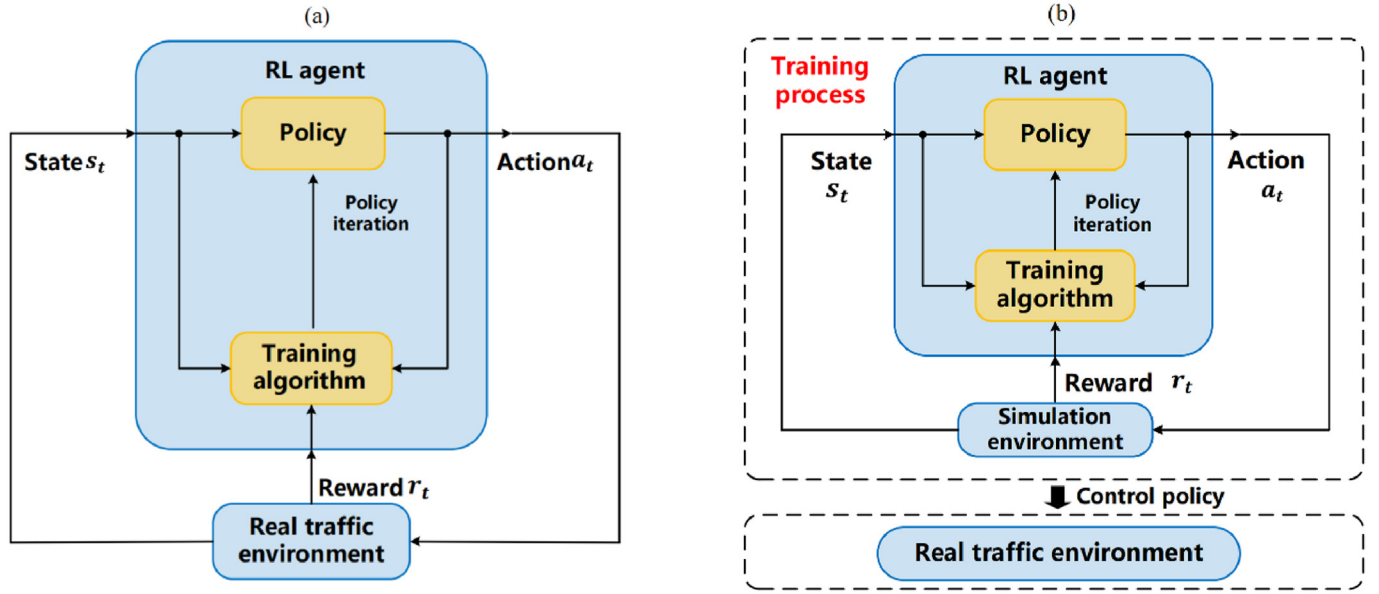 (a)
RL agent
Policy
State s_t
Action a_t
Policy
iteration
Training
algorithm
Reward r_t
Real traffic
environment
(b)
Training
process
RL agent
Policy
State
s_t
Action
a_t
Policy
iteration
Training
algorithm
Reward r_t
Simulation
environment
Control policy
Real traffic environment